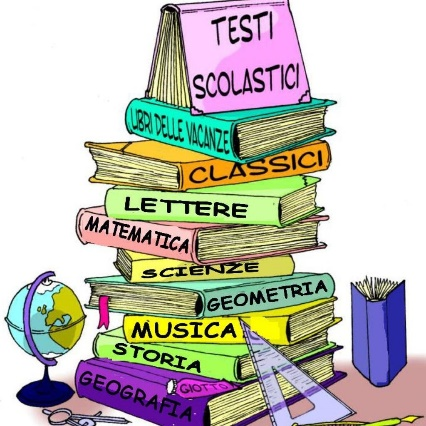 TESTI
SCOLASTICI
LIBRI DELLE VACANZE
CLASSICI
LETTERE
MATEMATICA
SCIENZE
GEOMETRIA
MUSICA
STORIA
GIOTTO
GEOGRAFIA